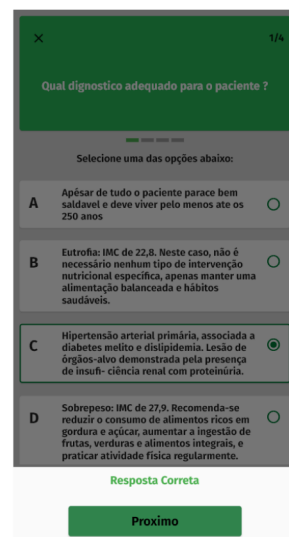 × 1/4
Qual dignostico adequado para o paciente ?
Selecione uma das opções abaixo:
A Apésar de tudo o paciente parace bem
saldavel e deve viver pelo menos ate os
250 anos
B Eutrofia: IMC de 22,8. Neste caso, não é
necessário nenhum tipo de intervenção
nutricional específica, apenas manter uma
alimentação balanceada e hábitos
saudáveis.
C Hipertensão arterial primária, associada a
diabetes melito e dislipidemia. Lesão de
órgãos-alvo demonstrada pela presença
de insufi- ciência renal com proteinúria.
D Sobrepeso: IMC de 27,9. Recomenda-se
reduzir o consumo de alimentos ricos em
gordura e açúcar, aumentar a ingestão de
frutas, verduras e alimentos integrais, e
praticar atividade física regularmente.
Resposta Correta
Proximo